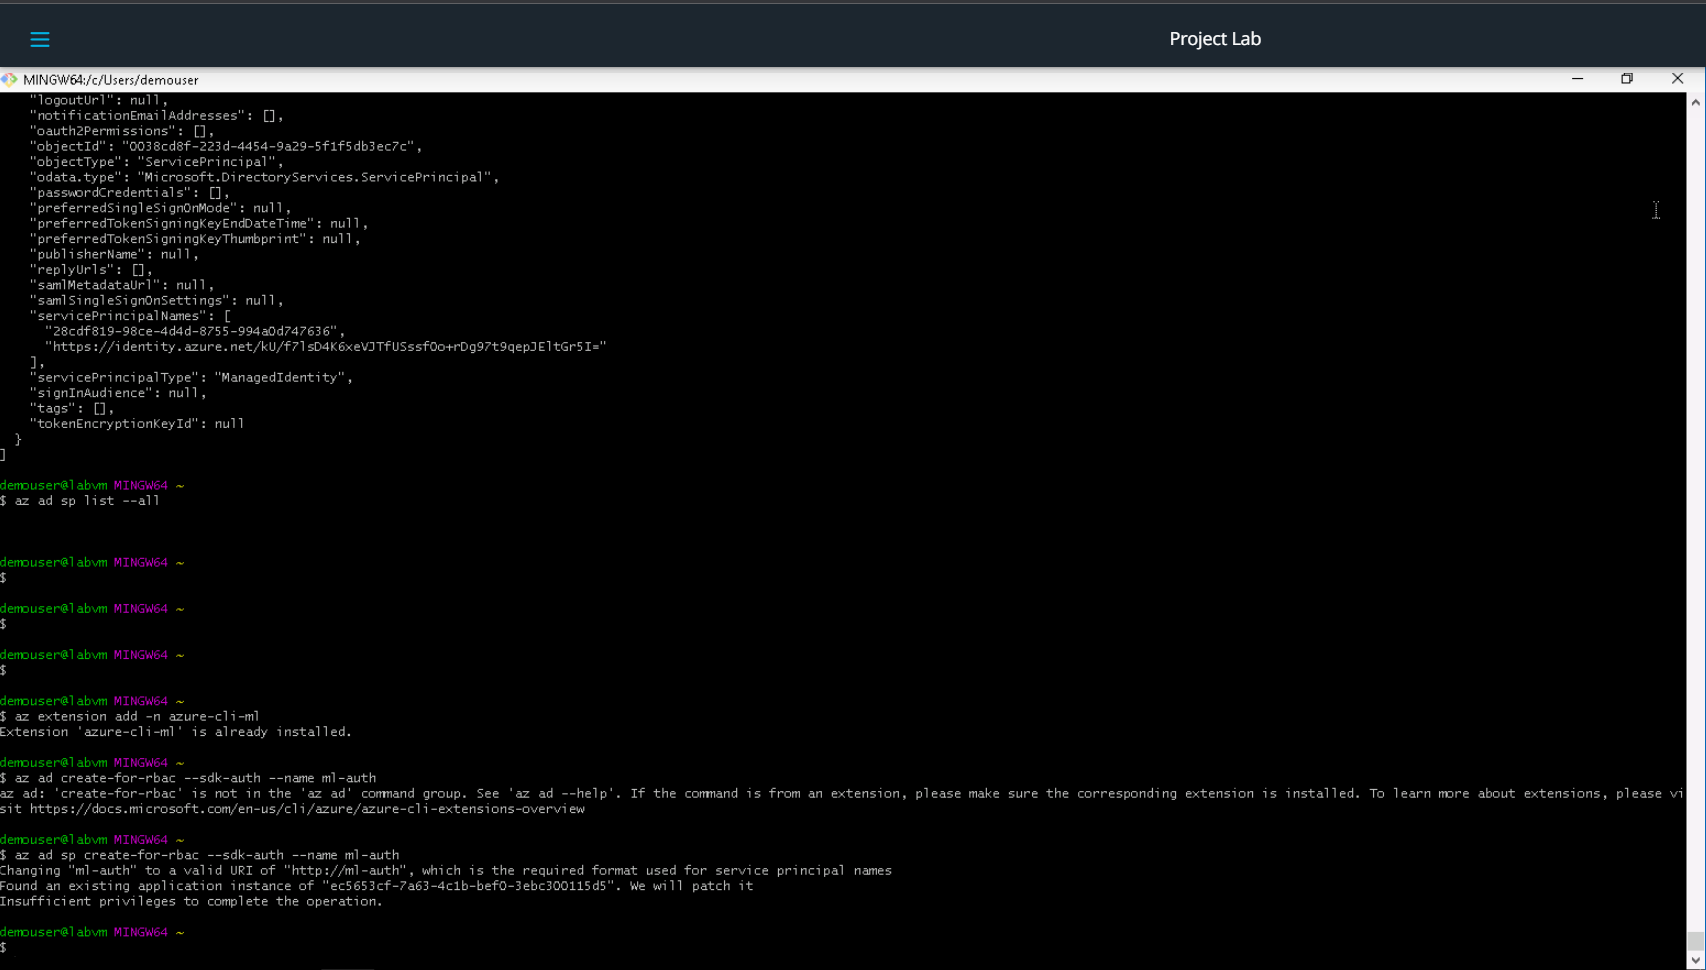 Project Lab
MINGW64:/c/Users/demouser
"logoutUrl": null,
"notificationEmailAddresses": [],
"oauth2Permissions": [],
"objectId": "0038cd8f-223d-4454-9a29-5f1f5db3ec7c",
"objectType": "ServicePrincipal",
"odata.type": "Microsoft.DirectoryServices.ServicePrincipal",
"passwordCredentials": [],
"preferredSingleSignOnMode": null,
"preferredTokenSigningKeyEndDateTime": null,
"preferredTokenSigningKeyThumbprint": null,
"publisherName": null,
"replyUrls": [],
"samlMetadataUrl": null,
"samlSingleSignOnSettings": null,
"servicePrincipalNames": [
"28cdf819-98ce-4d4d-8755-994a0d747636",
"https://identity.azure.net/kU/f7lsD4K6xeVJTfUSssfOo+rDg97t9qepJEltGr5I="
],
"servicePrincipalType": "ManagedIdentity",
"signInAudience": null,
"tags": [],
"tokenEncryptionKeyId": null
}
]
demouser@labvm MINGW64 ~
$ az ad sp list --all
demouser@labvm MINGW64 ~
$
demouser@labvm MINGW64 ~
$
demouser@labvm MINGW64 ~
$
demouser@labvm MINGW64 ~
$ az extension add -n azure-cli-ml
Extension 'azure-cli-ml' is already installed.
demouser@labvm MINGW64 ~
$ az ad create-for-rbac --sdk-auth --name ml-auth
az ad: 'create-for-rbac' is not in the 'az ad' command group. See 'az ad --help'. If the command is from an extension, please make sure the corresponding extension is installed. To learn more about extensions, please vi
sit https://docs.microsoft.com/en-us/cli/azure/azure-cli-extensions-overview
demouser@labvm MINGW64 ~
$ az ad sp create-for-rbac --sdk-auth --name ml-auth
Changing "ml-auth" to a valid URI of "http://ml-auth", which is the required format used for service principal names
Found an existing application instance of "ec5653cf-7a63-4c1b-bef0-3ebc300115d5". We will patch it
Insufficient privileges to complete the operation.
demouser@labvm MINGW64 ~
$